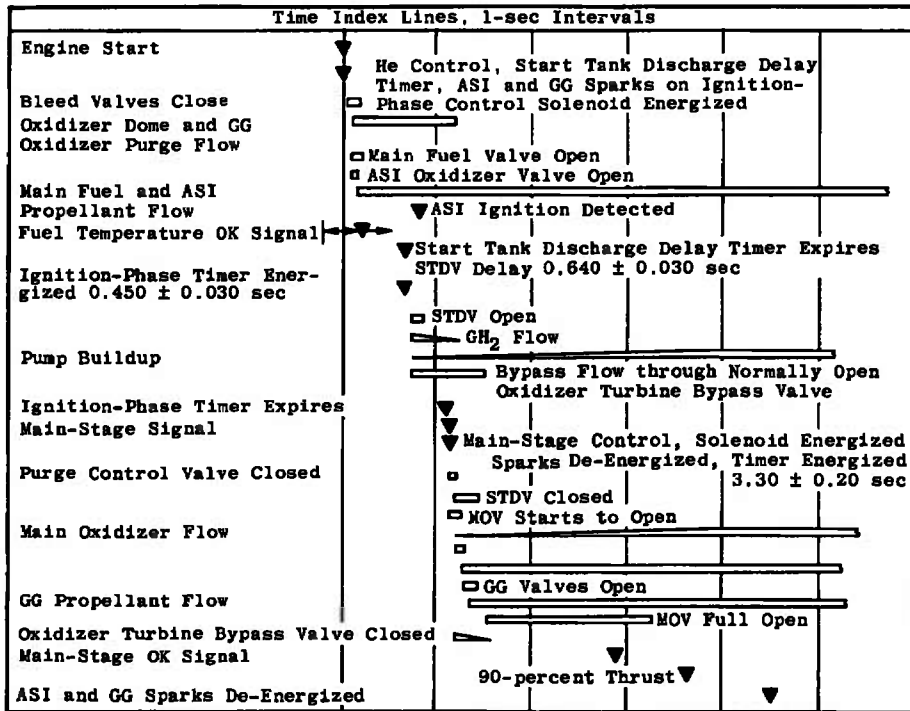 Time Index Lines, 1-sec Intervals
Engine Start
He Control, Start Tank Discharge Delay
Timer, ASI and GG Sparks on Ignition-
Phase Control Solenoid Energized
Bleed Valves Close
Oxidizer Dome and GG
Oxidizer Purge Flow
Main Fuel Valve Open
ASI Oxidizer Valve Open
Main Fuel and ASI
Propellant Flow
ASI Ignition Detected
Fuel Temperature OK Signal
Start Tank Discharge Delay Timer Expires
STDV Delay 0.640 ± 0.030 sec
Ignition-Phase Timer Ener-
gized 0.450 ± 0.030 sec
STDV Open
GH2 Flow
Pump Buildup
Bypass Flow through Normally Open
Oxidizer Turbine Bypass Valve
Ignition-Phase Timer Expires
Main-Stage Signal
Main-Stage Control, Solenoid Energized
Sparks De-Energized, Timer Energized
3.30 ± 0.20 sec
Purge Control Valve Closed
STDV Closed
MOV Starts to Open
Main Oxidizer Flow
GG Valves Open
GG Propellant Flow
MOV Full Open
Oxidizer Turbine Bypass Valve Closed
Main-Stage OK Signal
90-percent Thrust
ASI and GG Sparks De-Energized